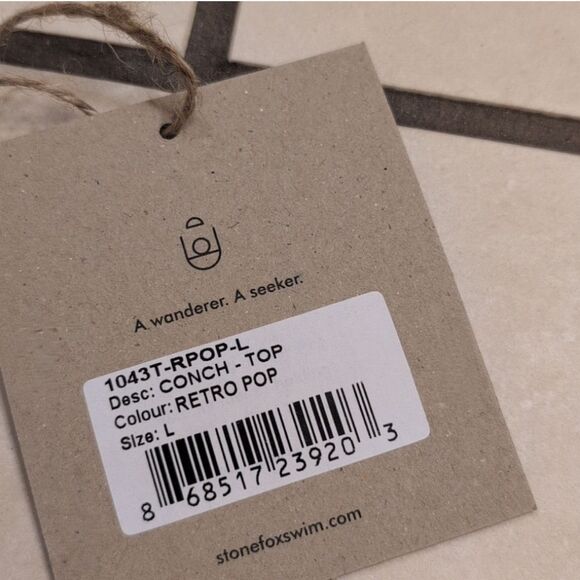 A wanderer. A seeker.
1043T-RPOP-L
Desc: CONCH - TOP
Colour: RETRO POP
Size: L
8 68517 23920 3
stonefoxswim.com